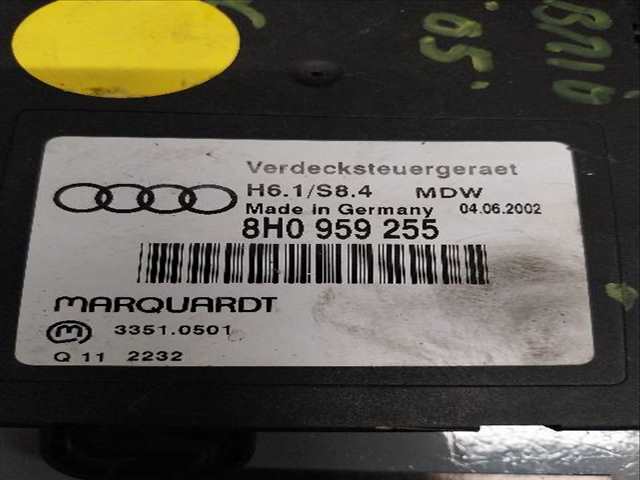 05.
Verdecksteuergeraet
H6.1/S8.4 MDW
Made in Germany 04.06.2002
8H0 959 255
MARQUARDT
M 3351.0501
Q 11 2232